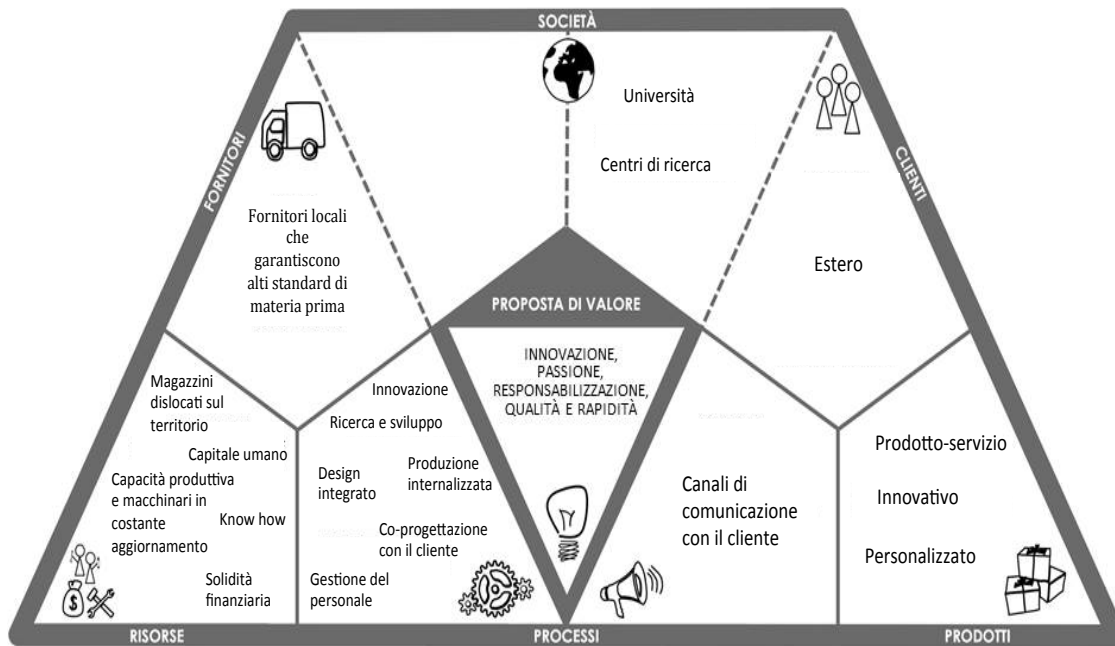 SOCIETÀ
Università
Centri di ricerca
FORNITORI
Fornitori locali
che
garantiscono
alti standard di
materia prima
CLIENTI
Estero
PROPOSTA DI VALORE
INNOVAZIONE,
PASSIONE,
RESPONSABILIZZAZIONE,
QUALITÀ E RAPIDITÀ
Magazzini
dislocati sul
territorio
Capitale umano
Capacità produttiva
e macchinari in
costante
aggiornamento
Know how
Solidità
finanziaria
Innovazione
Ricerca e sviluppo
Design
integrato
Produzione
internalizzata
Co-progettazione
con il cliente
Gestione del
personale
Canali di
comunicazione
con il cliente
Prodotto-servizio
Innovativo
Personalizzato
$
RISORSE
PROCESSI
PRODOTTI